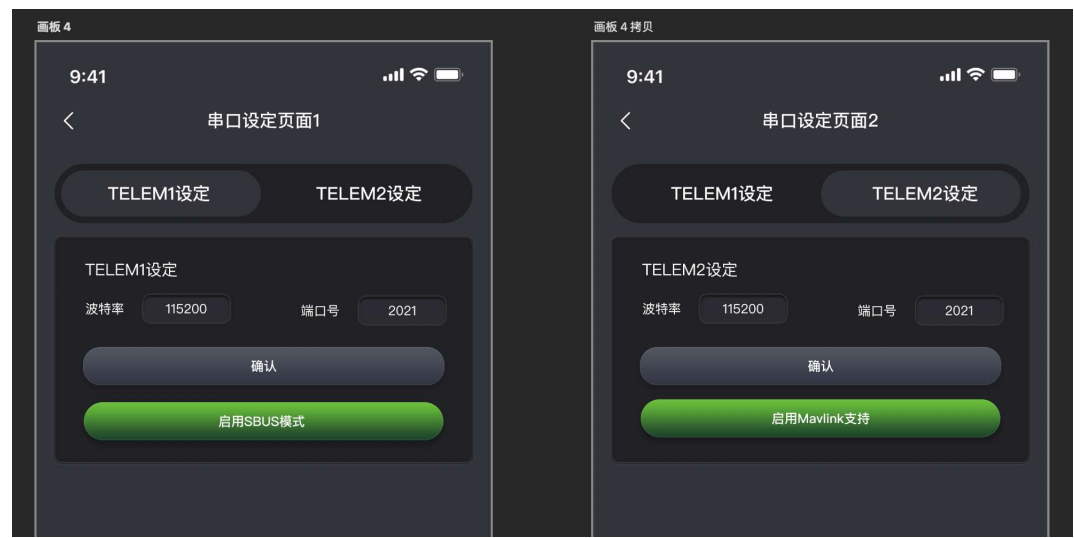 画板 4
9:41
串口设定页面1
TELEM1设定 TELEM2设定
TELEM1设定
波特率 115200 端口号 2021
确认
启用SBUS模式
画板 4 拷贝
9:41
串口设定页面2
TELEM1设定 TELEM2设定
TELEM2设定
波特率 115200 端口号 2021
确认
启用Mavlink支持